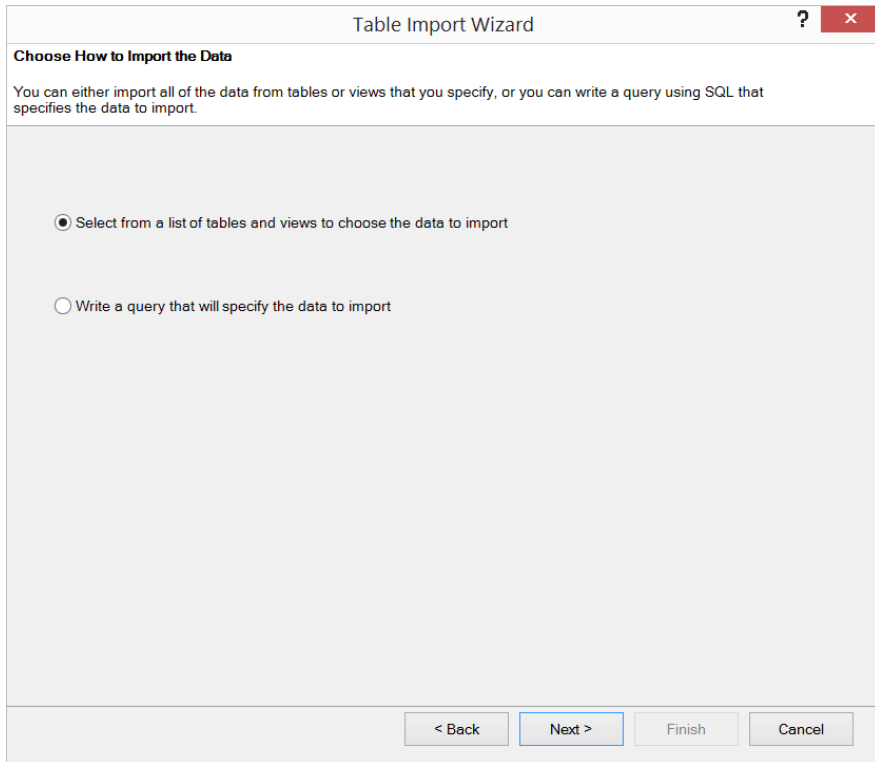 Table Import Wizard ? x
Choose How to Import the Data
You can either import all of the data from tables or views that you specify, or you can write a query using SQL that
specifies the data to import.
Select from a list of tables and views to choose the data to import
Write a query that will specify the data to import
< Back Next > Finish Cancel